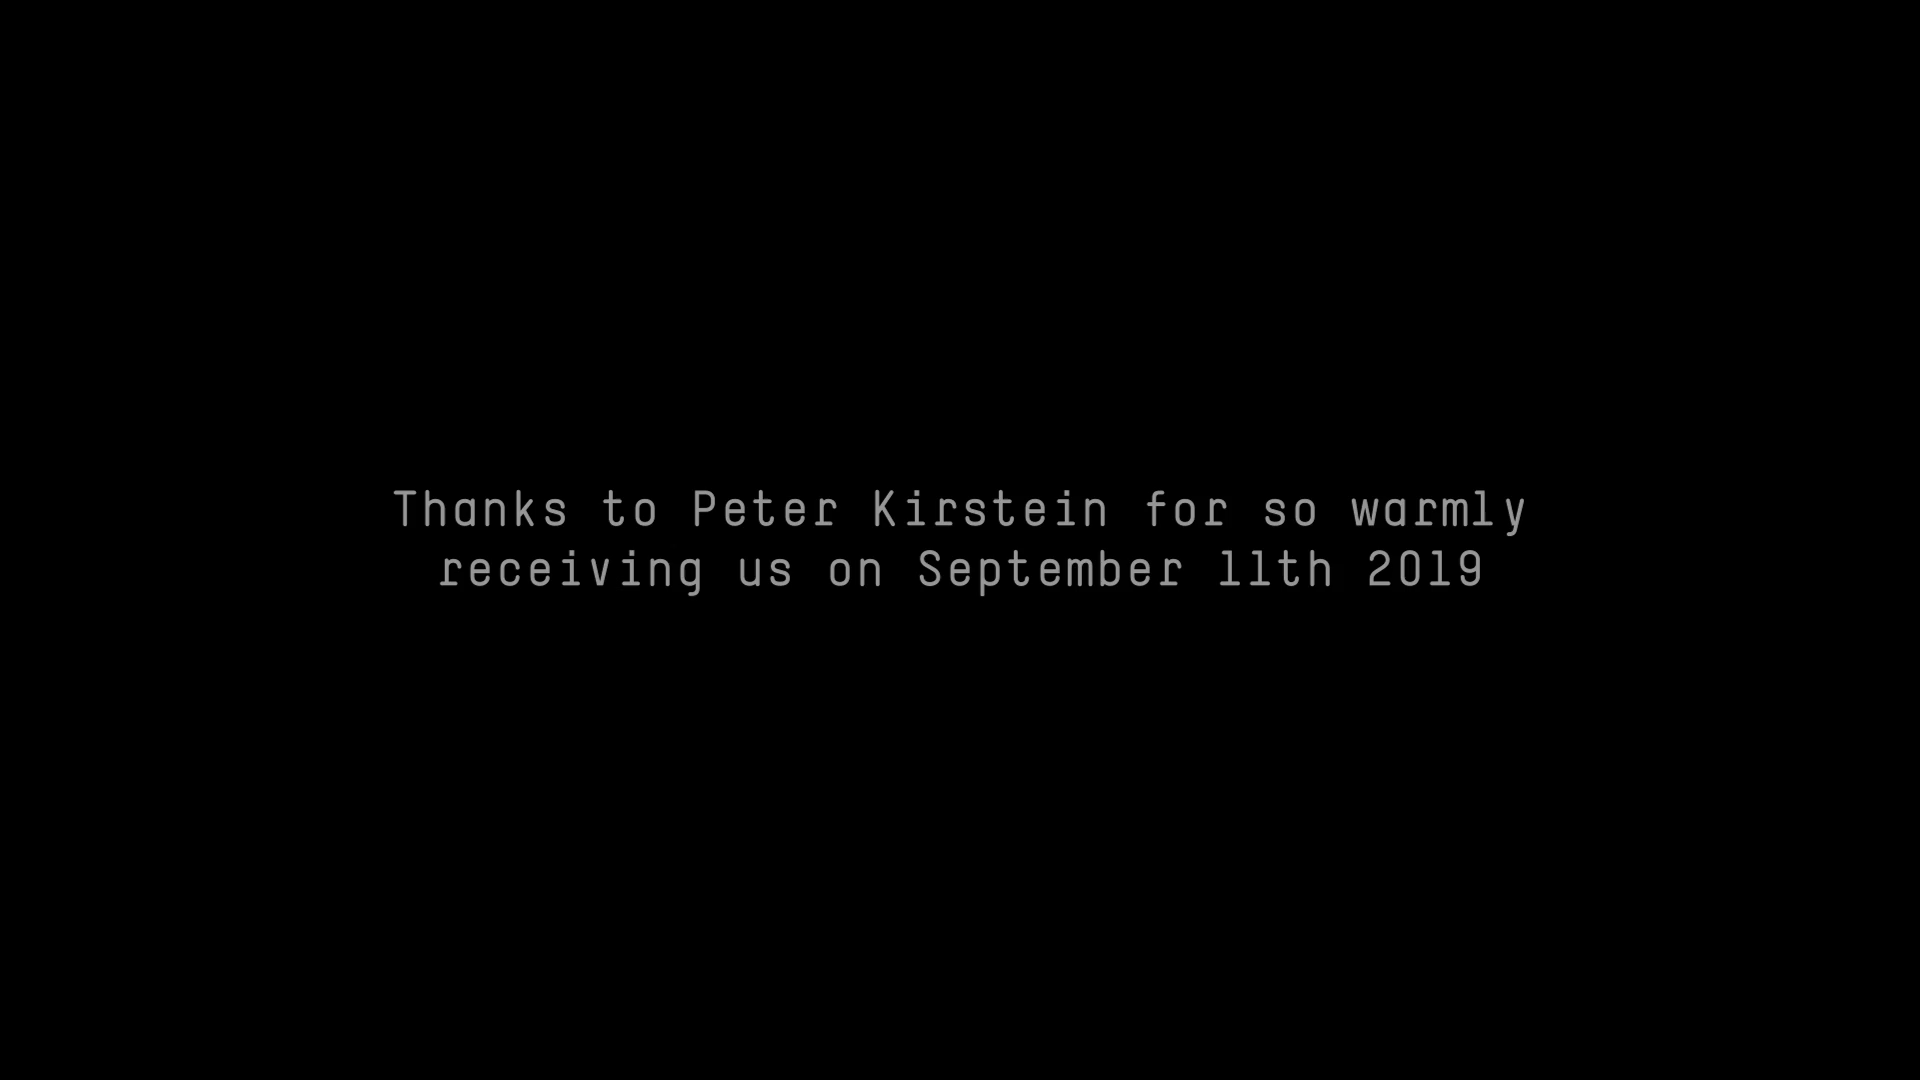 Thanks to Peter Kirstein for so warmly
receiving us on September 11th 2019